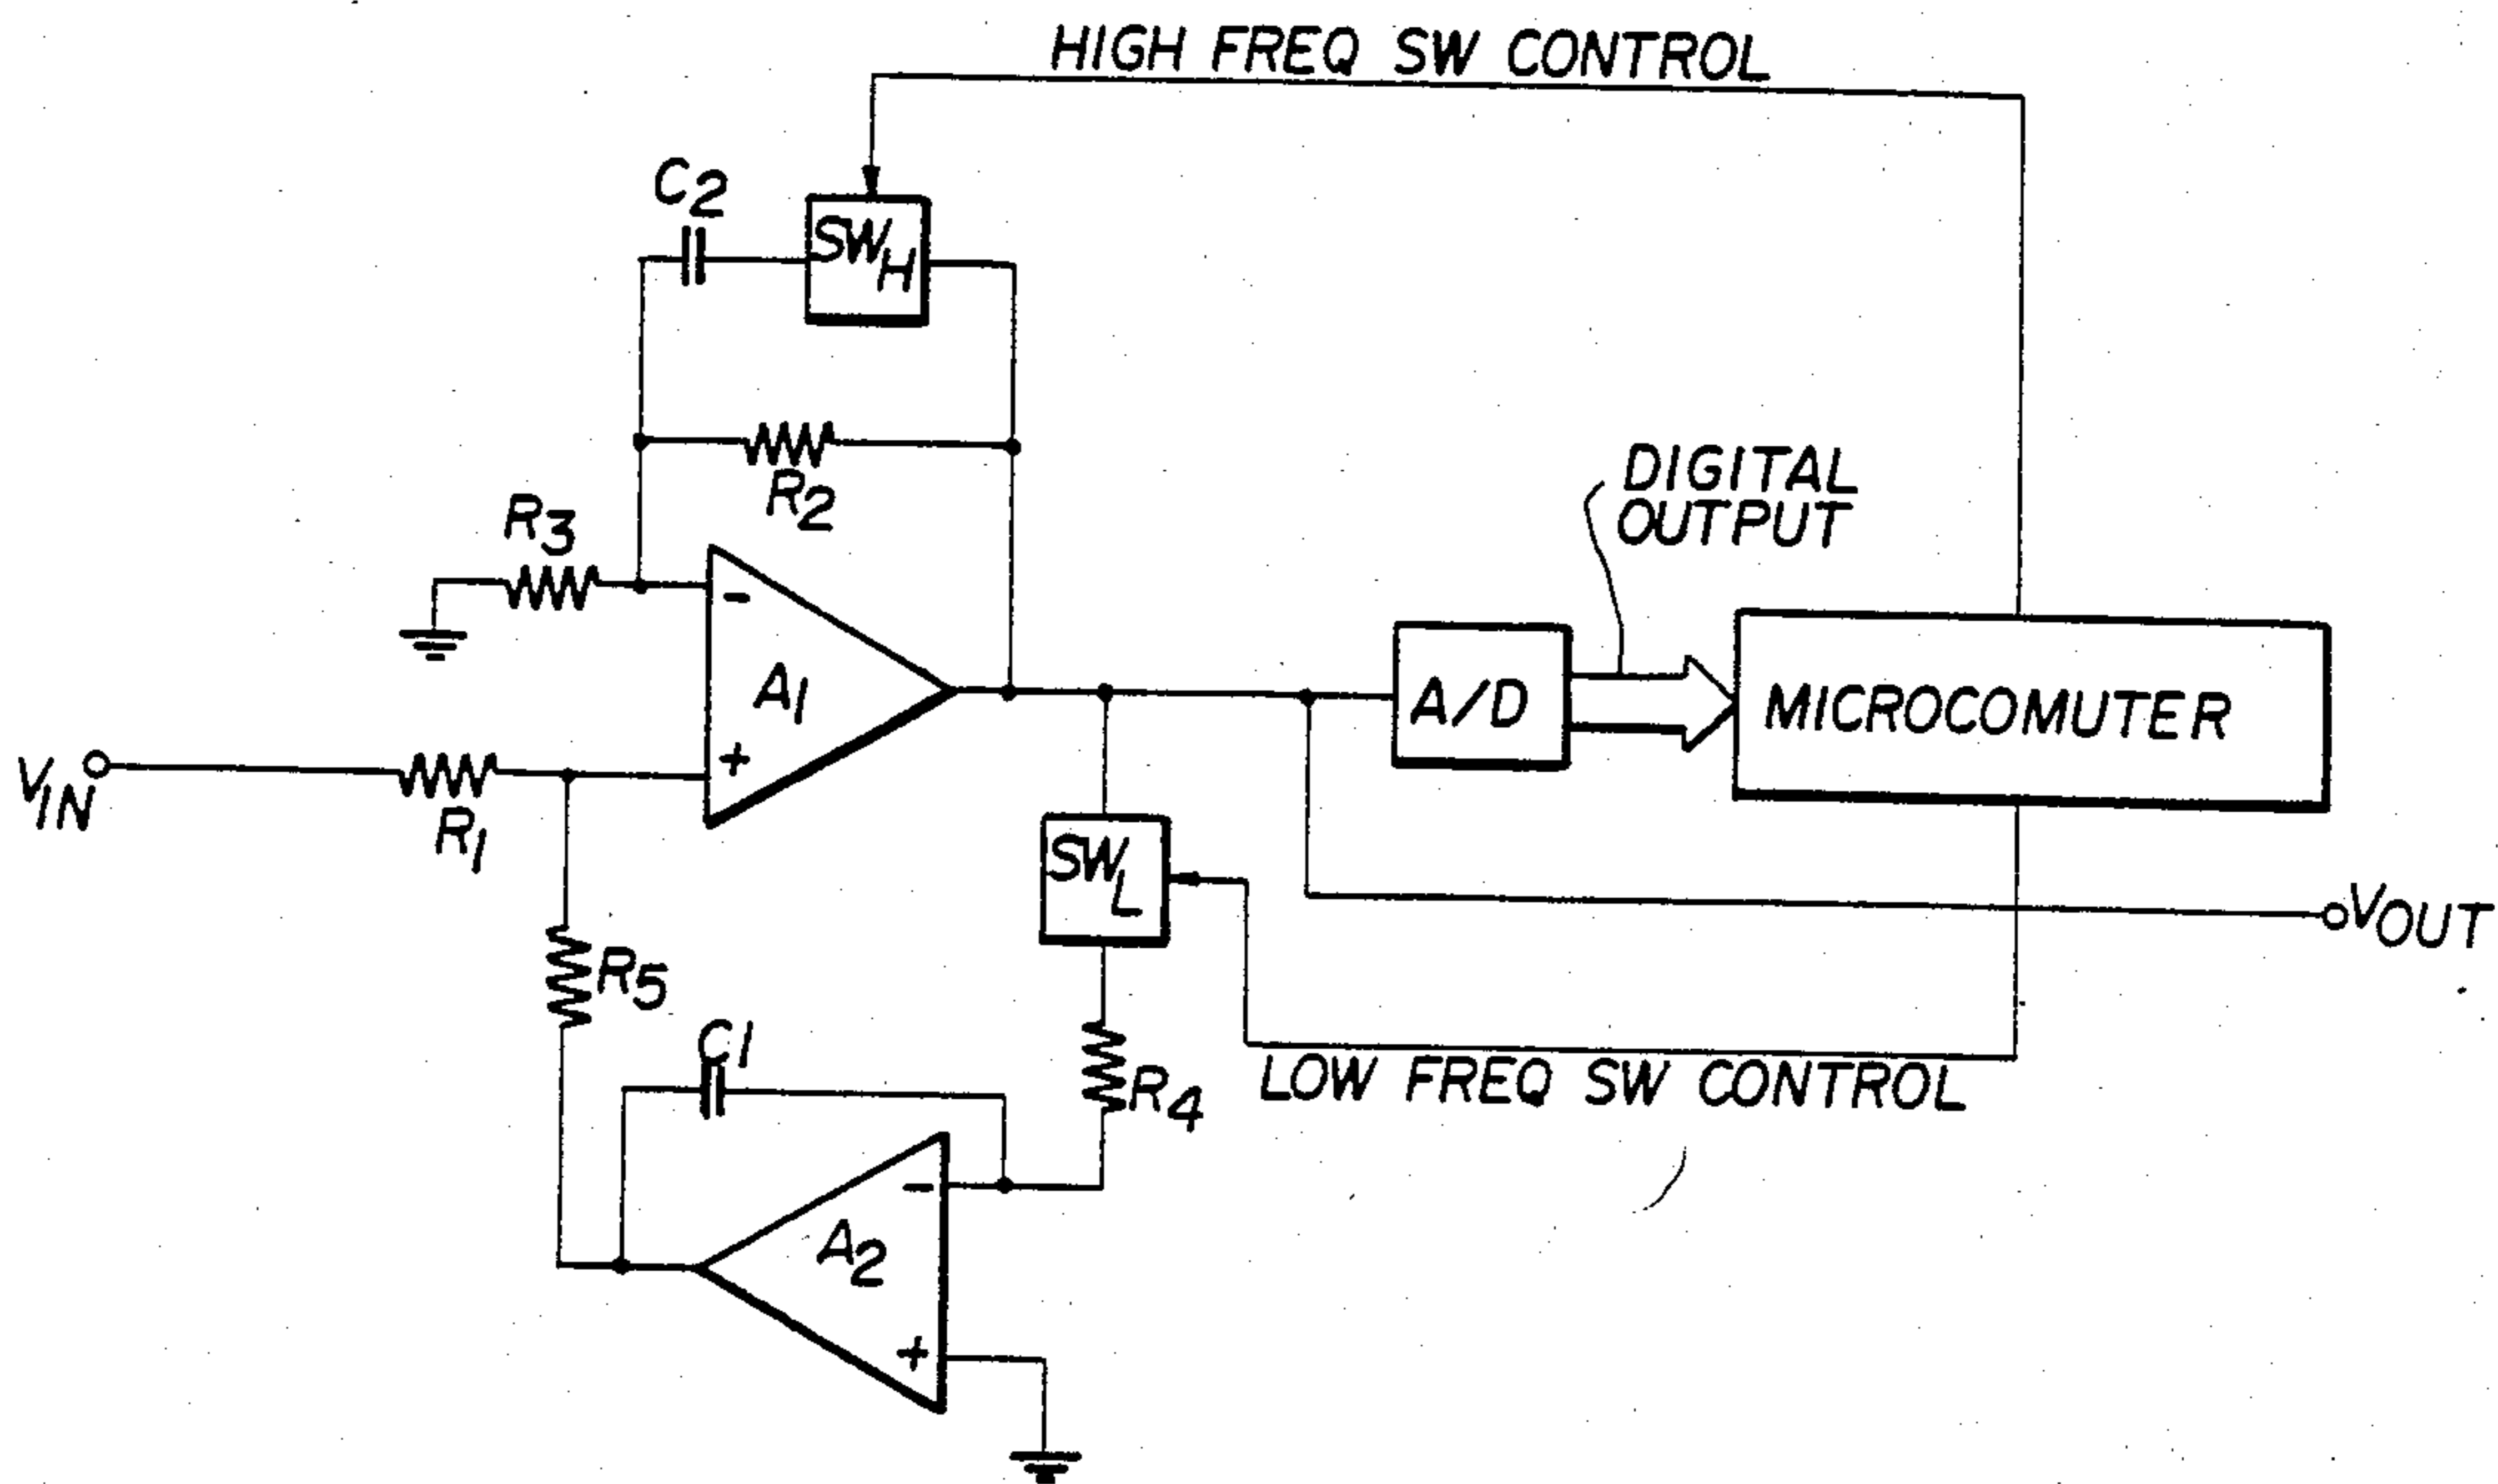 HIGH FREQ SW CONTROL
C2
SWH
R2
R3
DIGITAL
OUTPUT
-
A1
+
A/D
MICROCOMUTER
VIN
R1
SWL
VOUT
R5
C1
R4
LOW FREQ SW CONTROL
-
A2
+